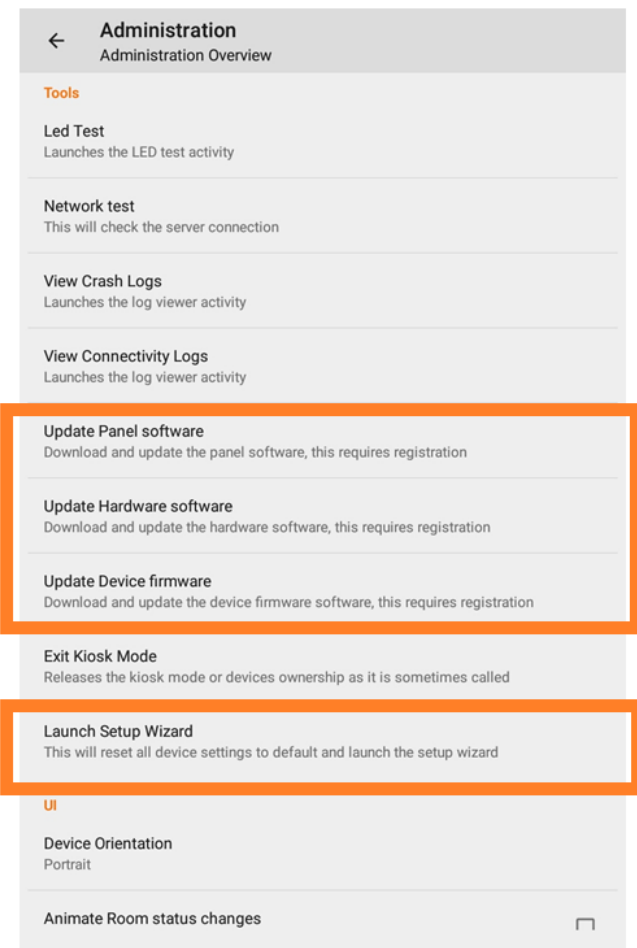 Administration
Administration Overview
Tools
Led Test
Launches the LED test activity
Network test
This will check the server connection
View Crash Logs
Launches the log viewer activity
View Connectivity Logs
Launches the log viewer activity
Update Panel software
Download and update the panel software, this requires registration
Update Hardware software
Download and update the hardware software, this requires registration
Update Device firmware
Download and update the device firmware software, this requires registration
Exit Kiosk Mode
Releases the kiosk mode or devices ownership as it is sometimes called
Launch Setup Wizard
This will reset all device settings to default and launch the setup wizard
UI
Device Orientation
Portrait
Animate Room status changes